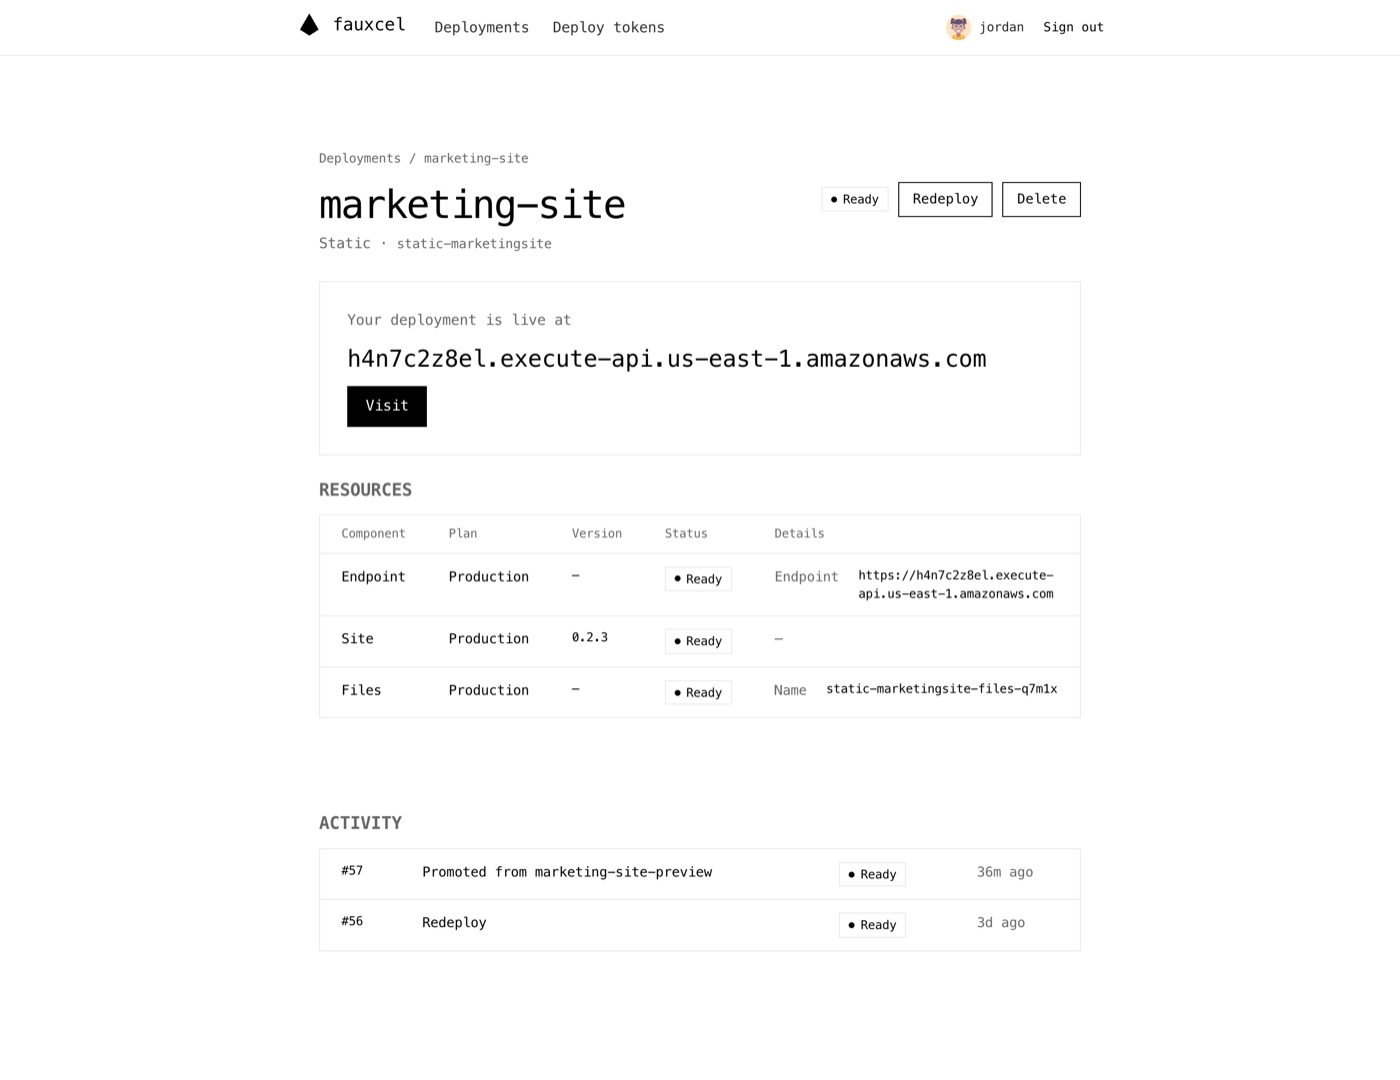 fauxcel Deployments Deploy tokens jordan Sign out
Deployments / marketing-site
marketing-site
Ready Redeploy Delete
Static · static-marketingsite
Your deployment is live at
h4n7c2z8el.execute-api.us-east-1.amazonaws.com
Visit
RESOURCES
Component Plan Version Status Details
Endpoint Production — Ready Endpoint https://h4n7c2z8el.execute-
api.us-east-1.amazonaws.com
Site Production 0.2.3 Ready —
Files Production — Ready Name static-marketingsite-files-q7m1x
ACTIVITY
#57 Promoted from marketing-site-preview Ready 36m ago
#56 Redeploy Ready 3d ago